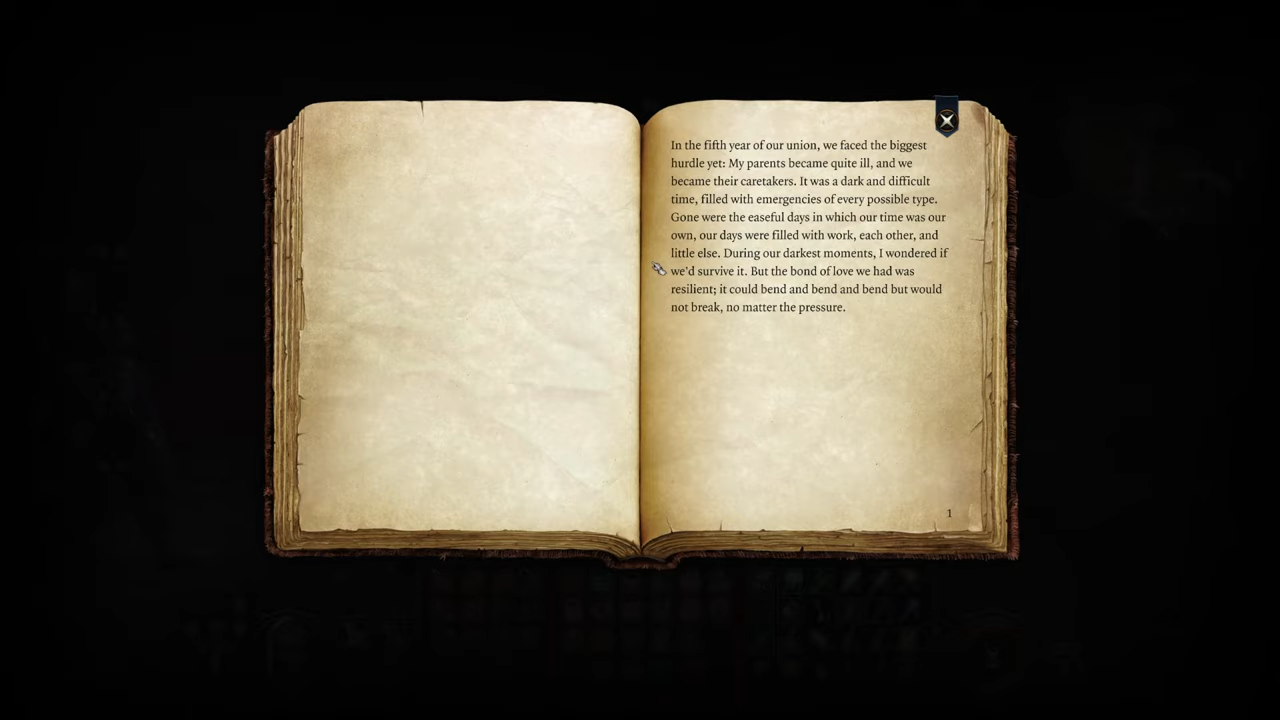 In the fifth year of our union, we faced the biggest
hurdle yet: My parents became quite ill, and we
became their caretakers. It was a dark and difficult
time, filled with emergencies of every possible type.
Gone were the easeful days in which our time was our
own, our days were filled with work, each other, and
little else. During our darkest moments, I wondered if
we'd survive it. But the bond of love we had was
resilient; it could bend and bend and bend but would
not break, no matter the pressure.
1